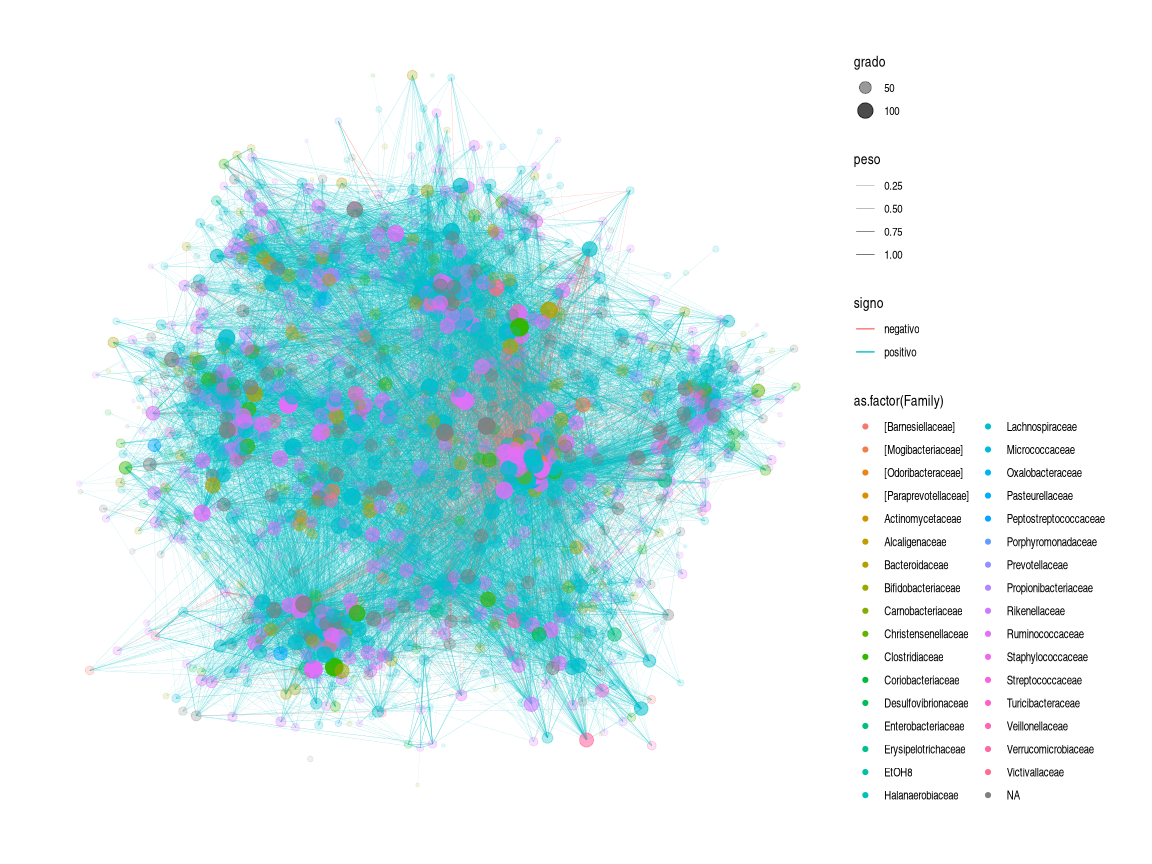 grado
50
100
peso
0.25
0.50
0.75
1.00
signo
negativo
positivo
as.factor(Family)
[Barnesiellaceae]
[Mogibacteriaceae]
[Odoribacteraceae]
[Paraprevotellaceae]
Actinomycetaceae
Alcaligenaceae
Bacteroidaceae
Bifidobacteriaceae
Carnobacteriaceae
Christensenellaceae
Clostridiaceae
Coriobacteriaceae
Desulfovibrionaceae
Enterobacteriaceae
Erysipelotrichaceae
EtOH8
Halanaerobiaceae
Lachnospiraceae
Micrococcaceae
Oxalobacteraceae
Pasteurellaceae
Peptostreptococcaceae
Porphyromonadaceae
Prevotellaceae
Propionibacteriaceae
Rikenellaceae
Ruminococcaceae
Staphylococcaceae
Streptococcaceae
Turicibacteraceae
Veillonellaceae
Verrucomicrobiaceae
Victivallaceae
NA